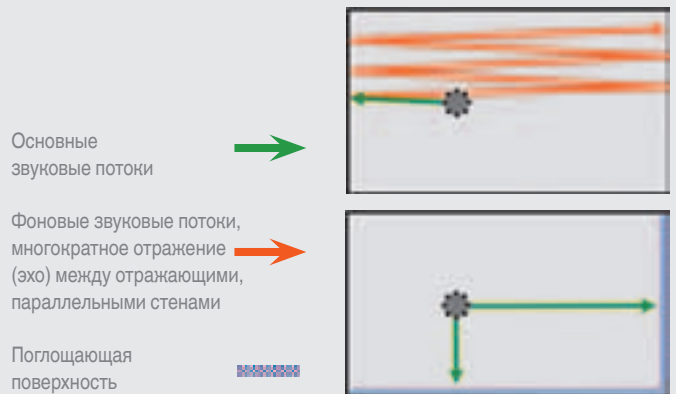 Основные
звуковые потоки
Фоновые звуковые потоки,
многократное отражение
(эхо) между отражающими,
параллельными стенами
Поглощающая
поверхность